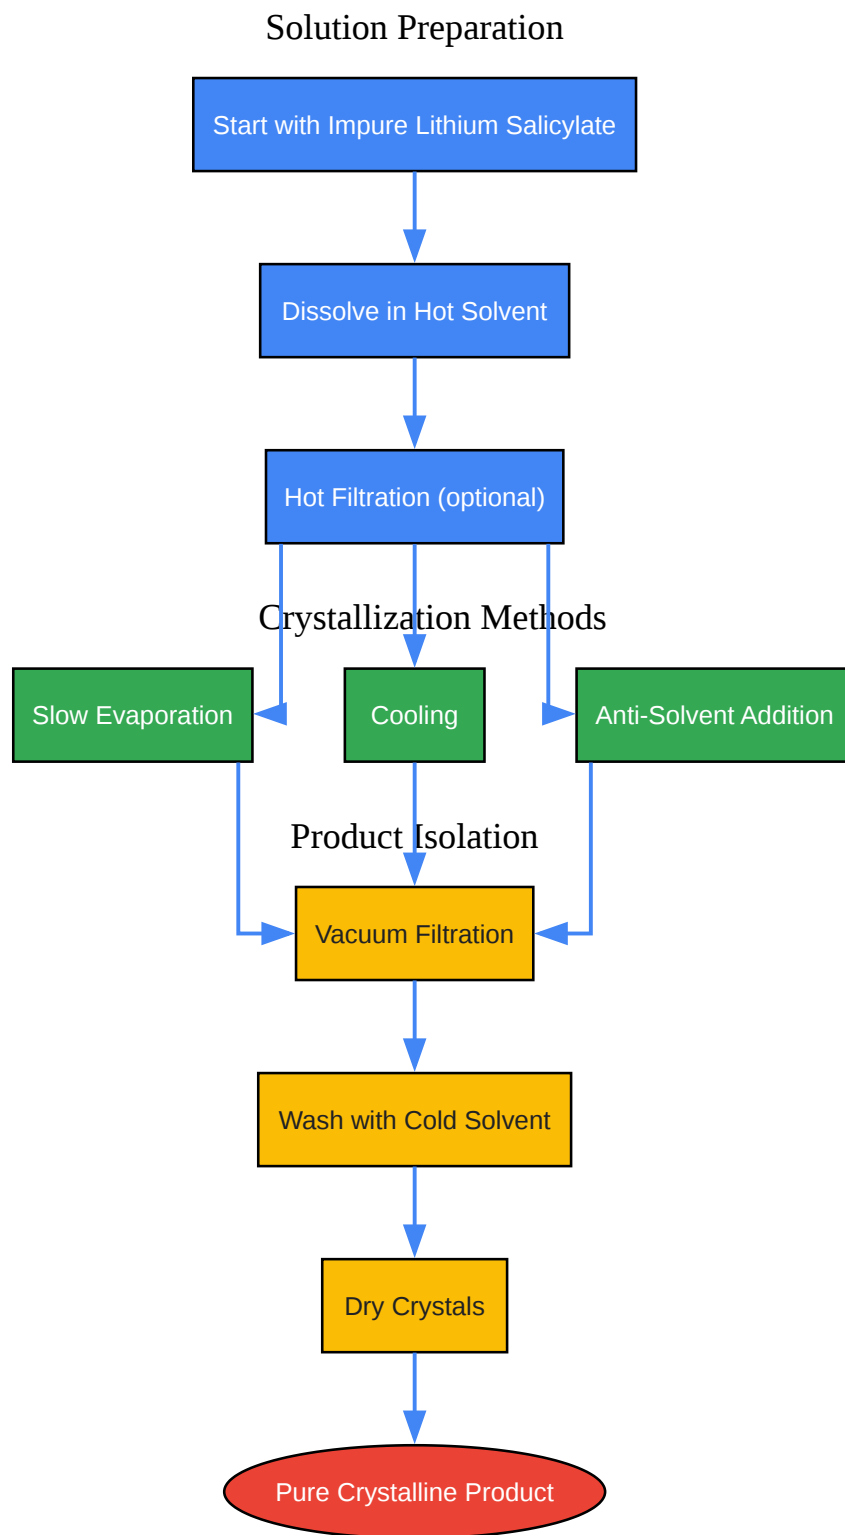 Solution Preparation
Start with Impure Lithium Salicylate
Dissolve in Hot Solvent
Hot Filtration (optional)
Crystallization Methods
Slow Evaporation
Cooling
Anti-Solvent Addition
Product Isolation
Vacuum Filtration
Wash with Cold Solvent
Dry Crystals
Pure Crystalline Product